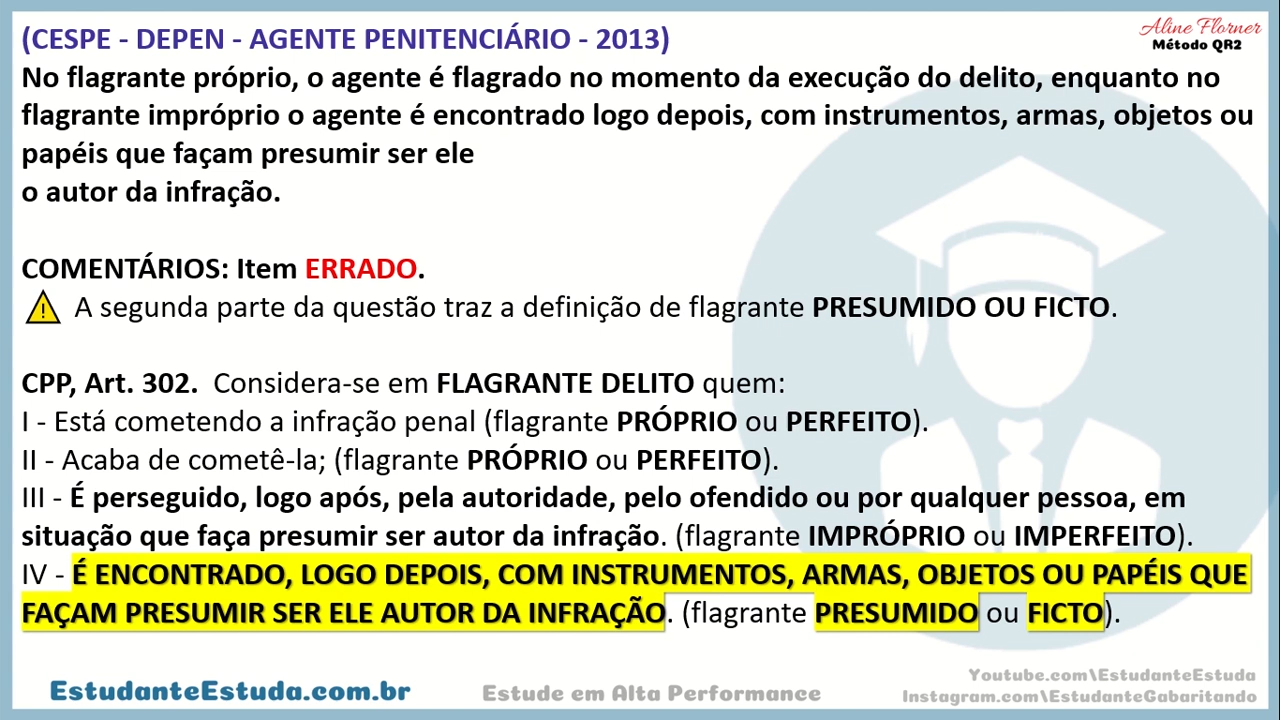 (CESPE - DEPEN - AGENTE PENITENCIÁRIO - 2013)
Aline Florner
Método QR2
No flagrante próprio, o agente é flagrado no momento da execução do delito, enquanto no
flagrante impróprio o agente é encontrado logo depois, com instrumentos, armas, objetos ou
papéis que façam presumir ser ele
o autor da infração.
COMENTÁRIOS: Item ERRADO.
A segunda parte da questão traz a definição de flagrante PRESUMIDO OU FICTO.
CPP, Art. 302. Considera-se em FLAGRANTE DELITO quem:
I - Está cometendo a infração penal (flagrante PRÓPRIO ou PERFEITO).
II - Acaba de cometê-la; (flagrante PRÓPRIO ou PERFEITO).
III - É perseguido, logo após, pela autoridade, pelo ofendido ou por qualquer pessoa, em
situação que faça presumir ser autor da infração. (flagrante IMPRÓPRIO ou IMPERFEITO).
IV - É ENCONTRADO, LOGO DEPOIS, COM INSTRUMENTOS, ARMAS, OBJETOS OU PAPÉIS QUE
FAÇAM PRESUMIR SER ELE AUTOR DA INFRAÇÃO. (flagrante PRESUMIDO ou FICTO).
EstudanteEstuda.com.br
Estude em Alta Performance
Youtube.com\EstudanteEstuda
Instagram.com\EstudanteGabaritando